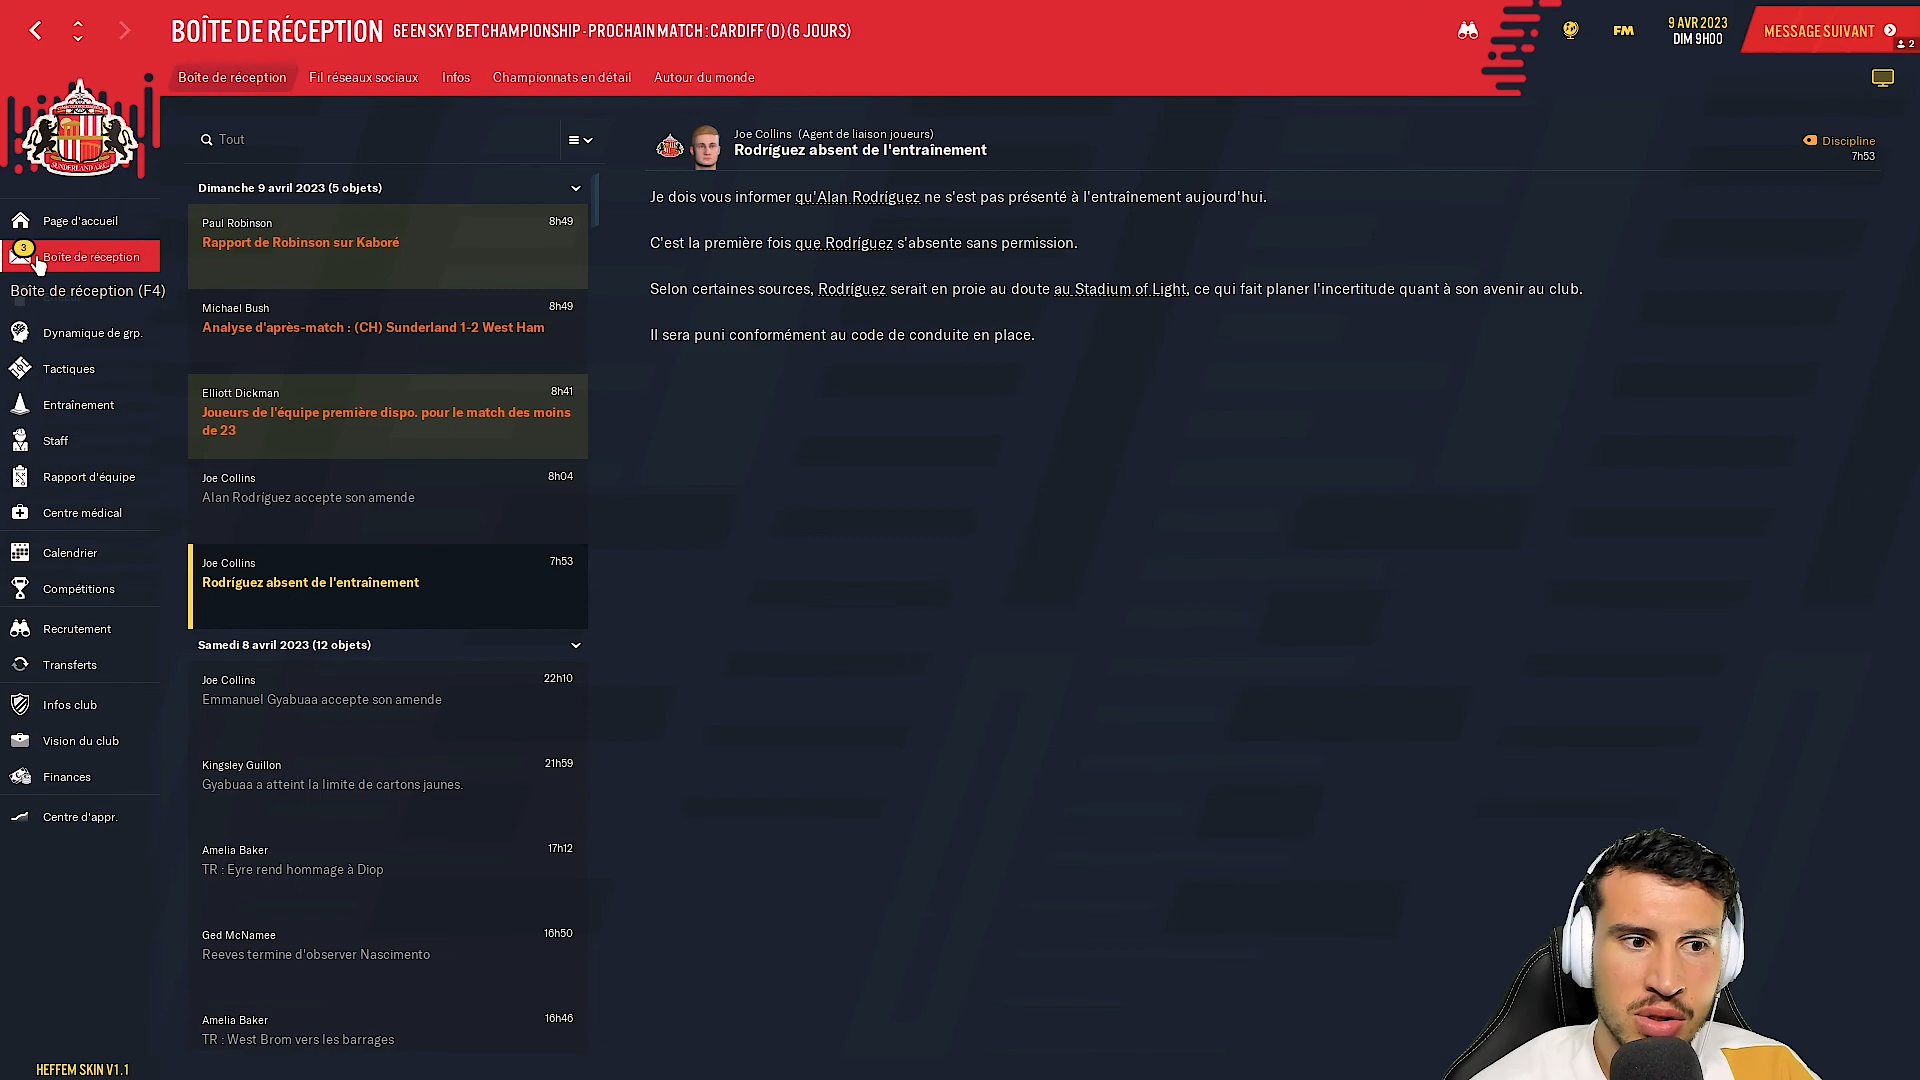 BOÎTE DE RÉCEPTION
6E EN SKY BET CHAMPIONSHIP - PROCHAIN MATCH : CARDIFF (D) (6 JOURS)
FM
9 AVR 2023
DIM 9H00
MESSAGE SUIVANT
2
Boîte de réception
Fil réseaux sociaux
Infos
Championnats en détail
Autour du monde
SUNDERLAND A.F.C.
Page d'accueil
3
Boîte de réception
Boîte de réception (F4)
Dynamique de grp.
Tactiques
Entraînement
Staff
Rapport d'équipe
Centre médical
Calendrier
Compétitions
Recrutement
Transferts
Infos club
Vision du club
Finances
Centre d'appr.
HEFFEM SKIN V1.1
Tout
Dimanche 9 avril 2023 (5 objets)
Paul Robinson 8h49
Rapport de Robinson sur Kaboré
Michael Bush 8h49
Analyse d'après-match : (CH) Sunderland 1-2 West Ham
Elliott Dickman 8h41
Joueurs de l'équipe première dispo. pour le match des moins
de 23
Joe Collins 8h04
Alan Rodríguez accepte son amende
Joe Collins 7h53
Rodríguez absent de l'entraînement
Samedi 8 avril 2023 (12 objets)
Joe Collins 22h10
Emmanuel Gyabuaa accepte son amende
Kingsley Guillon 21h59
Gyabuaa a atteint la limite de cartons jaunes.
Amelia Baker 17h12
TR : Eyre rend hommage à Diop
Ged McNamee 16h50
Reeves termine d'observer Nascimento
Amelia Baker 16h46
TR : West Brom vers les barrages
Joe Collins (Agent de liaison joueurs)
Rodríguez absent de l'entraînement
Discipline
7h53
Je dois vous informer qu'Alan Rodríguez ne s'est pas présenté à l'entraînement aujourd'hui.
C'est la première fois que Rodríguez s'absente sans permission.
Selon certaines sources, Rodríguez serait en proie au doute au Stadium of Light, ce qui fait planer l'incertitude quant à son avenir au club.
Il sera puni conformément au code de conduite en place.